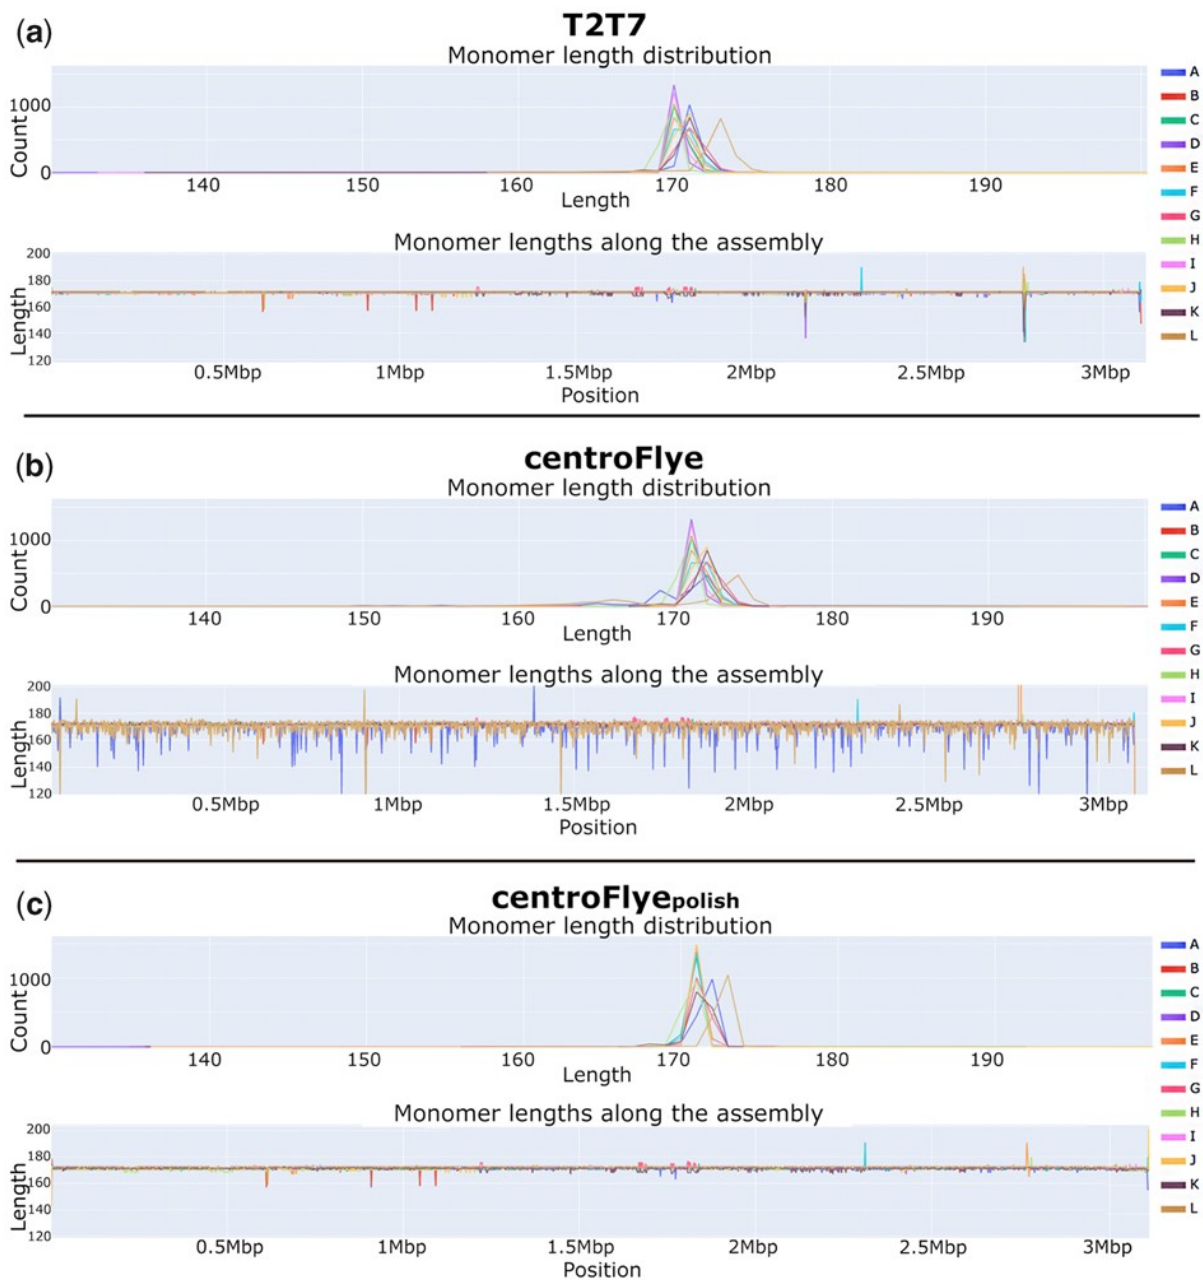 (a)
T2T7
Monomer length distribution
Count
1000
0
140 150 160 170 180 190
Length
Monomer lengths along the assembly
Length
200
180
160
140
120
0.5Mbp 1Mbp 1.5Mbp 2Mbp 2.5Mbp 3Mbp
Position
A
B
C
D
E
F
G
H
I
J
K
L
(b)
centroFlye
Monomer length distribution
Count
1000
0
140 150 160 170 180 190
Length
Monomer lengths along the assembly
Length
200
180
160
140
120
0.5Mbp 1Mbp 1.5Mbp 2Mbp 2.5Mbp 3Mbp
Position
A
B
C
D
E
F
G
H
I
J
K
L
(c)
centroFlyepolish
Monomer length distribution
Count
1000
0
140 150 160 170 180 190
Length
Monomer lengths along the assembly
Length
200
180
160
140
120
0.5Mbp 1Mbp 1.5Mbp 2Mbp 2.5Mbp 3Mbp
Position
A
B
C
D
E
F
G
H
I
J
K
L